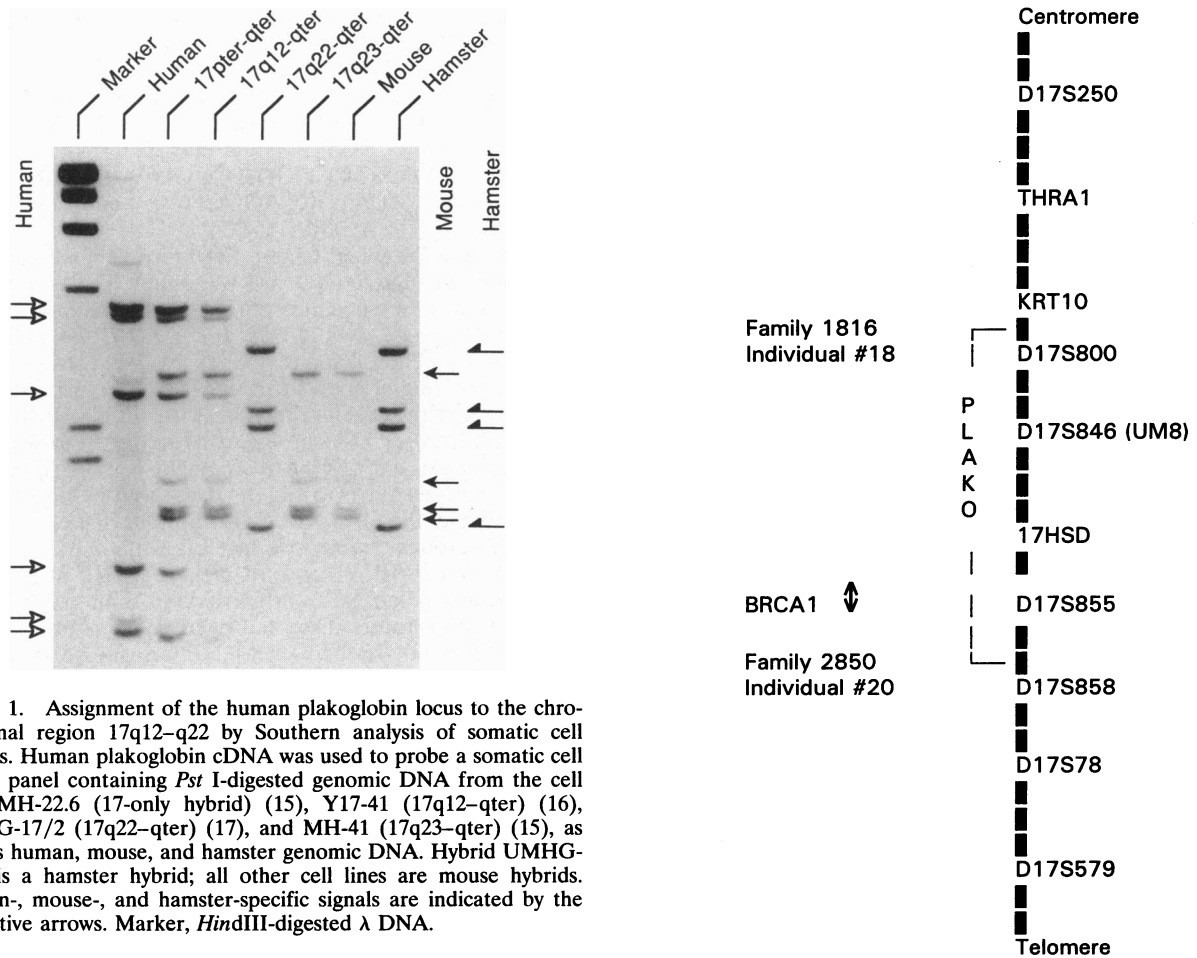 Marker
Human
17pter-qter
17q12-qter
17q22-qter
17q23-qter
Mouse
Hamster
Human
Mouse
Hamster
1. Assignment of the human plakoglobin locus to the chro-
nal region 17q12–q22 by Southern analysis of somatic cell
s. Human plakoglobin cDNA was used to probe a somatic cell
panel containing Pst I-digested genomic DNA from the cell
MH-22.6 (17-only hybrid) (15), Y17-41 (17q12–qter) (16),
G-17/2 (17q22–qter) (17), and MH-41 (17q23–qter) (15), as
s human, mouse, and hamster genomic DNA. Hybrid UMHG-
is a hamster hybrid; all other cell lines are mouse hybrids.
n-, mouse-, and hamster-specific signals are indicated by the
tive arrows. Marker, HindIII-digested λ DNA.
Centromere
D17S250
THRA1
KRT10
Family 1816
Individual #18
D17S800
P
L
A
K
O
D17S846 (UM8)
17HSD
BRCA1
D17S855
Family 2850
Individual #20
D17S858
D17S78
D17S579
Telomere